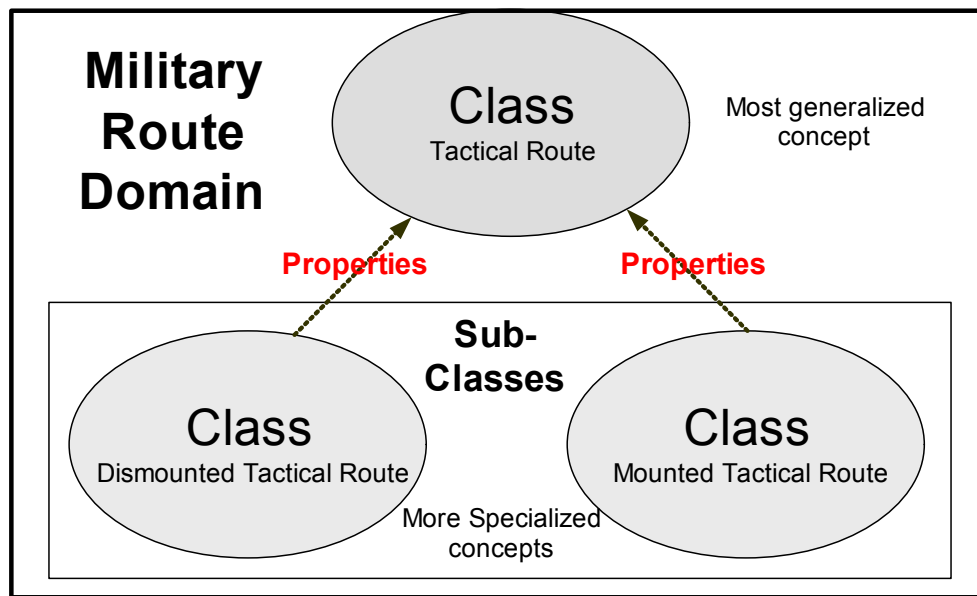 Military
Route
Domain
Class
Tactical Route
Most generalized
concept
Properties
Properties
Sub-
Classes
Class
Dismounted Tactical Route
Class
Mounted Tactical Route
More Specialized
concepts